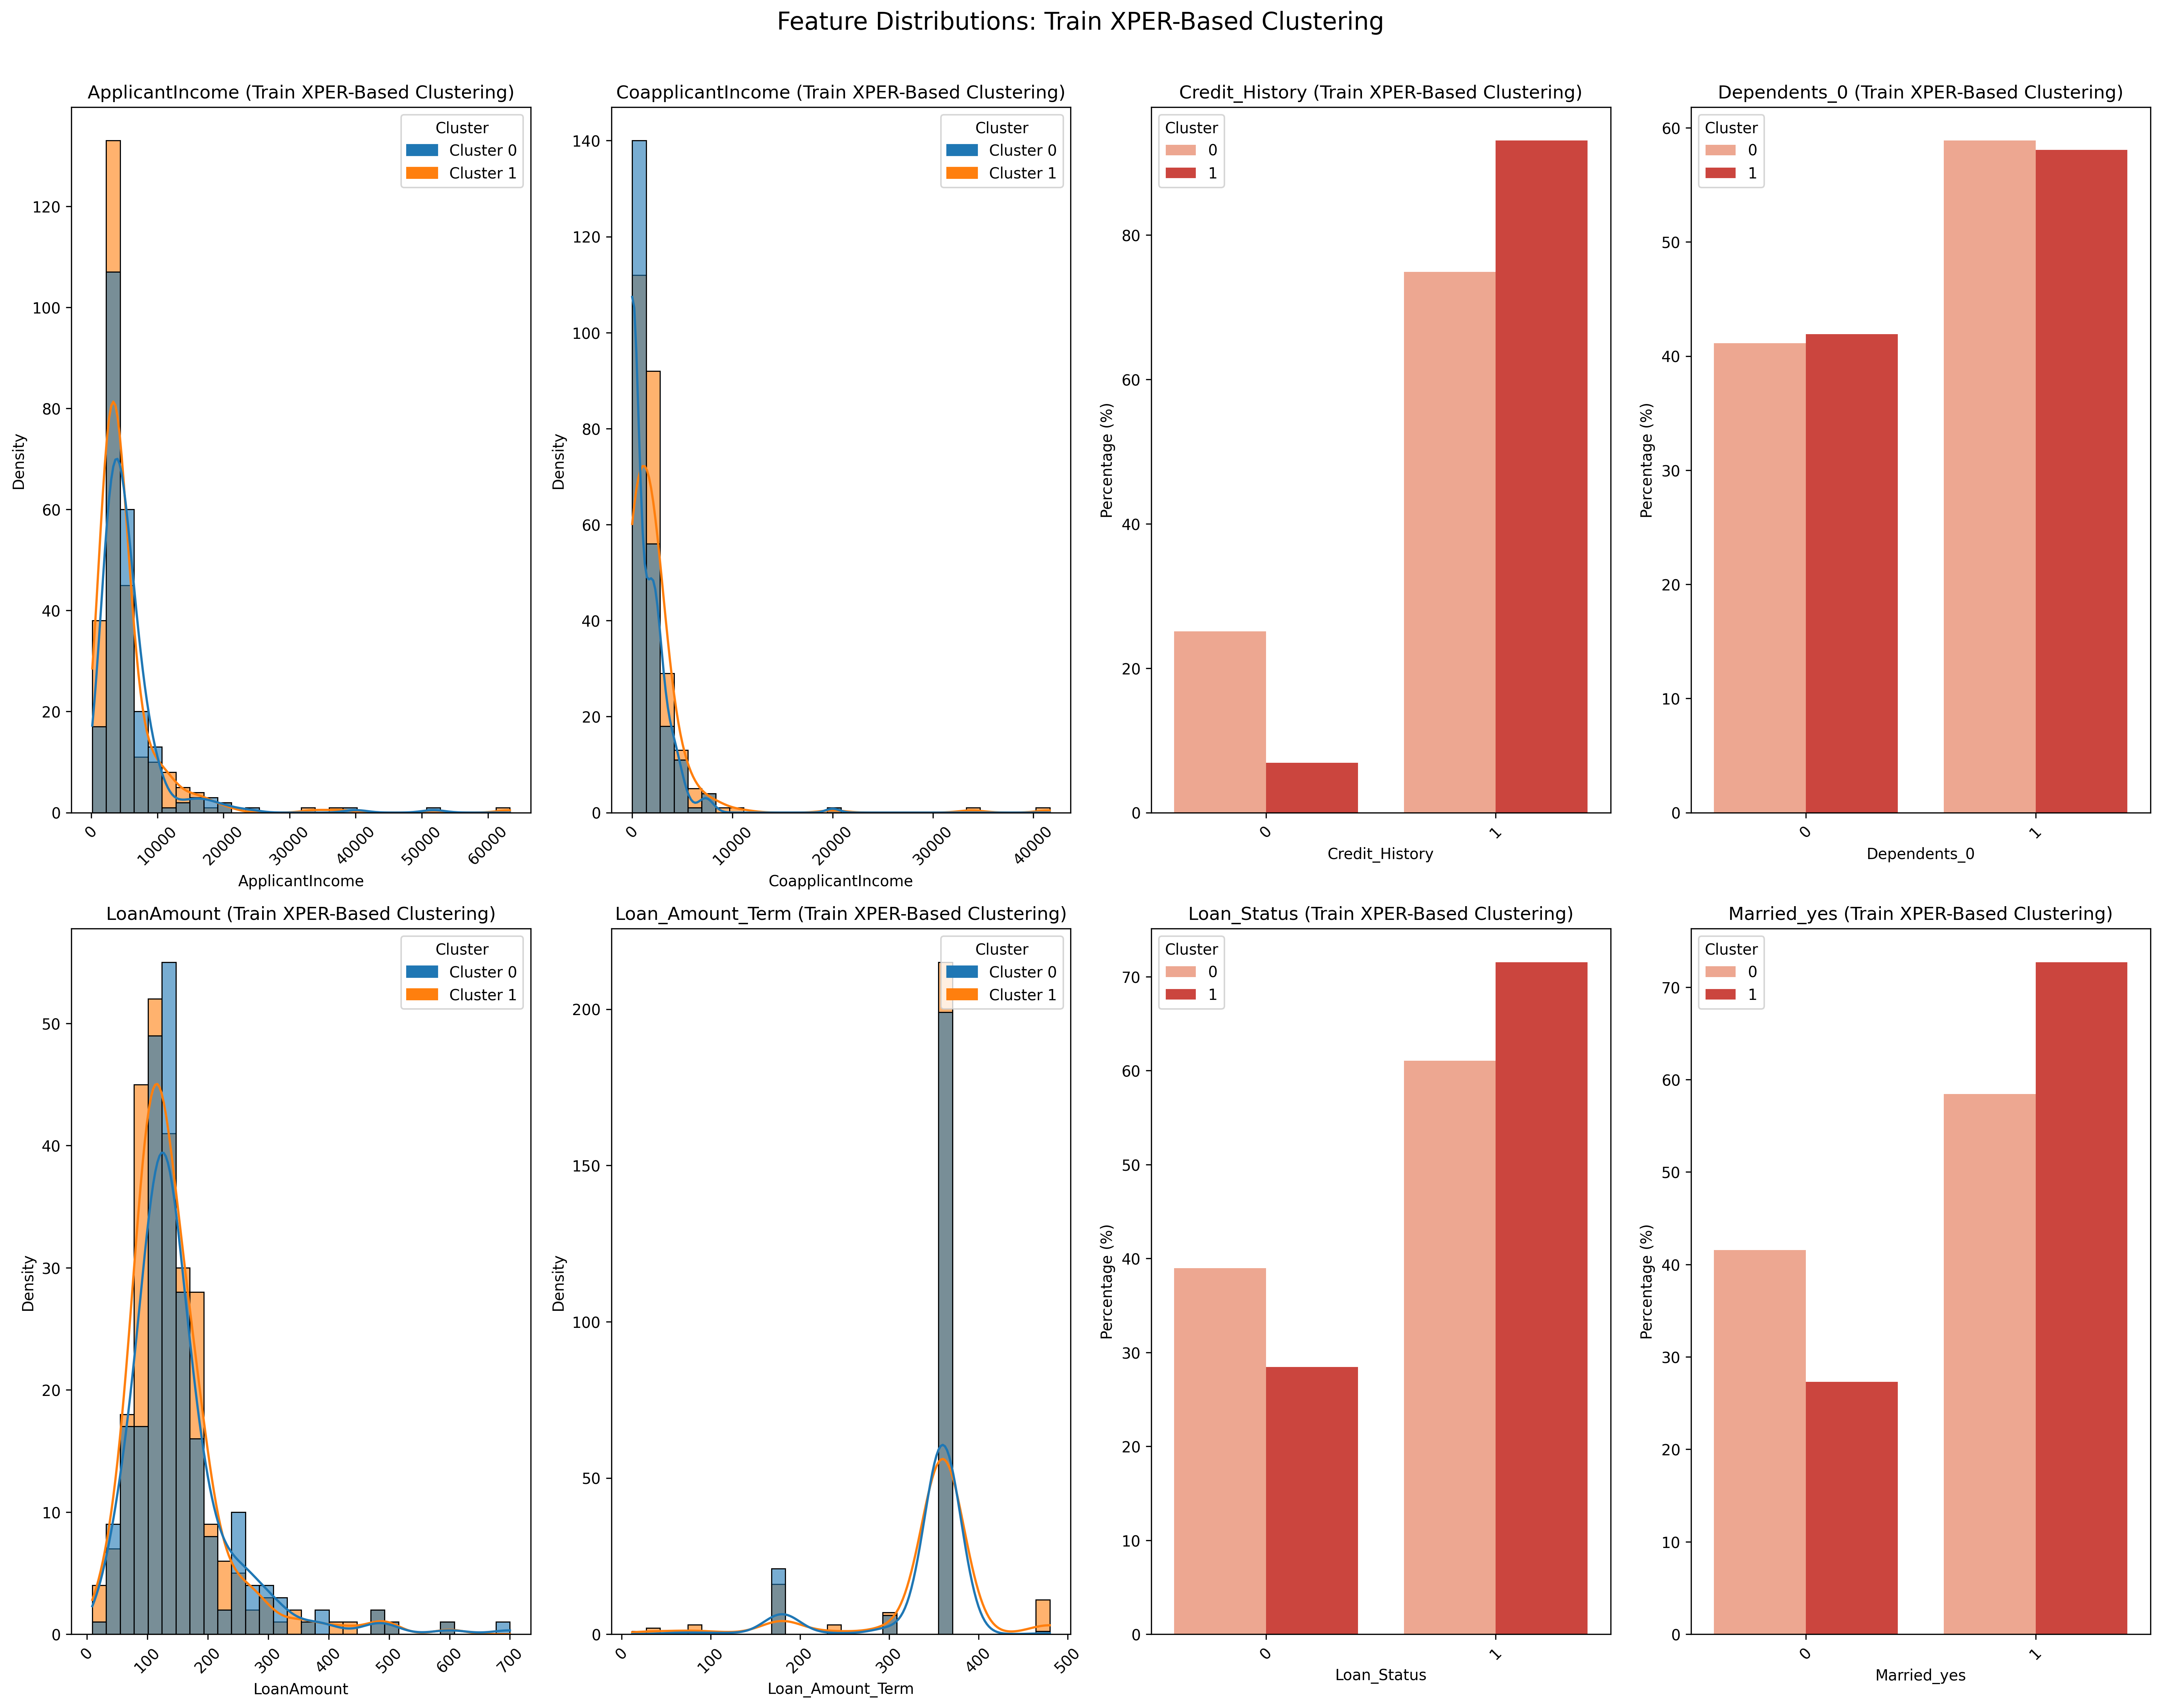 Feature Distributions: Train XPER-Based Clustering
ApplicantIncome (Train XPER-Based Clustering)
Cluster
Cluster 0
Cluster 1
Density
0
20
40
60
80
100
120
0
10000
20000
30000
40000
50000
60000
ApplicantIncome
CoapplicantIncome (Train XPER-Based Clustering)
Cluster
Cluster 0
Cluster 1
Density
0
20
40
60
80
100
120
140
0
10000
20000
30000
40000
CoapplicantIncome
Credit_History (Train XPER-Based Clustering)
Cluster
0
1
Percentage (%)
0
20
40
60
80
0
1
Credit_History
Dependents_0 (Train XPER-Based Clustering)
Cluster
0
1
Percentage (%)
0
10
20
30
40
50
60
0
1
Dependents_0
LoanAmount (Train XPER-Based Clustering)
Cluster
Cluster 0
Cluster 1
Density
0
10
20
30
40
50
0
100
200
300
400
500
600
700
LoanAmount
Loan_Amount_Term (Train XPER-Based Clustering)
Cluster
Cluster 0
Cluster 1
Density
0
50
100
150
200
0
100
200
300
400
500
Loan_Amount_Term
Loan_Status (Train XPER-Based Clustering)
Cluster
0
1
Percentage (%)
0
10
20
30
40
50
60
70
0
1
Loan_Status
Married_yes (Train XPER-Based Clustering)
Cluster
0
1
Percentage (%)
0
10
20
30
40
50
60
70
0
1
Married_yes